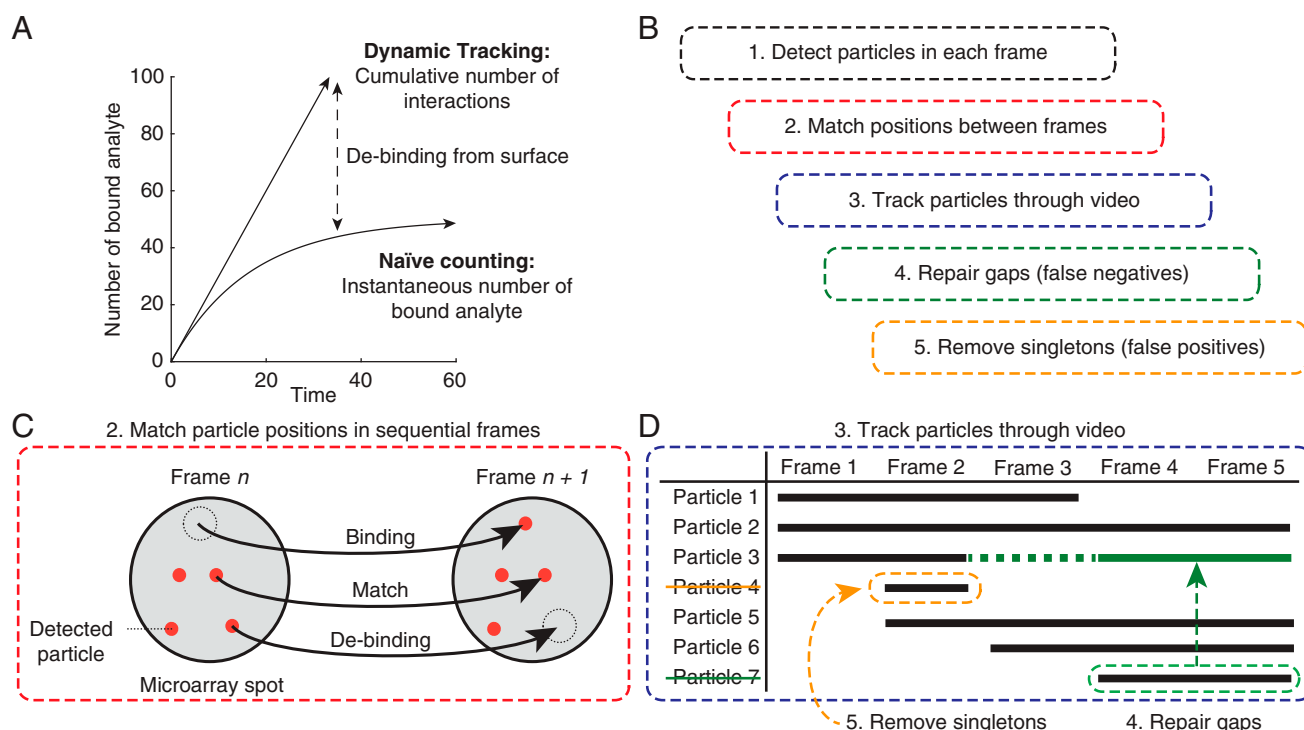 A
Dynamic Tracking:
Cumulative number of
interactions
De-binding from surface
Naïve counting:
Instantaneous number of
bound analyte
Number of bound analyte
100
80
60
40
20
0
0 20 40 60
Time
B
1. Detect particles in each frame
2. Match positions between frames
3. Track particles through video
4. Repair gaps (false negatives)
5. Remove singletons (false positives)
C
2. Match particle positions in sequential frames
Frame n
Frame n + 1
Binding
Match
De-binding
Detected
particle
Microarray spot
D
3. Track particles through video
Frame 1 Frame 2 Frame 3 Frame 4 Frame 5
Particle 1
Particle 2
Particle 3
Particle 4
Particle 5
Particle 6
Particle 7
5. Remove singletons
4. Repair gaps